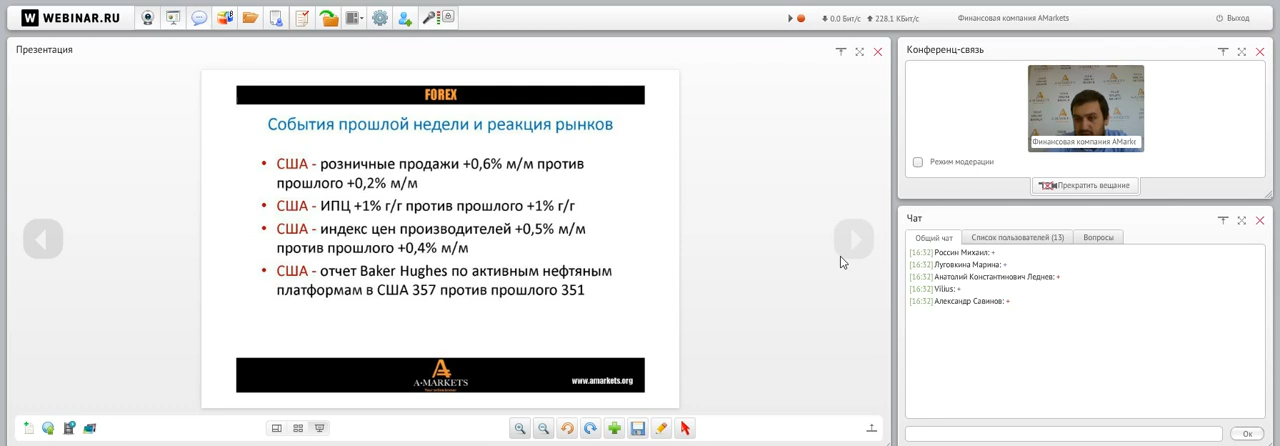 W WEBINAR.RU
0.0 Бит/с
228.1 КБит/с
Финансовая компания AMarkets
Выход
Презентация
FOREX
События прошлой недели и реакция рынков
• США - розничные продажи +0,6% м/м против
прошлого +0,2% м/м
• США - ИПЦ +1% г/г против прошлого +1% г/г
• США - индекс цен производителей +0,5% м/м
против прошлого +0,4% м/м
• США - отчет Baker Hughes по активным нефтяным
платформам в США 357 против прошлого 351
A-MARKETS
Your online broker
www.amarkets.org
Конференц-связь
Финансовая компания AMarke
Режим модерации
Прекратить вещание
Чат
Общий чат
Список пользователей (13)
Вопросы
[16:32] Россин Михаил: +
[16:32] Луговкина Марина: +
[16:32] Анатолий Константинович Леднев: +
[16:32] Vilius: +
[16:32] Александр Савинов: +
Ок